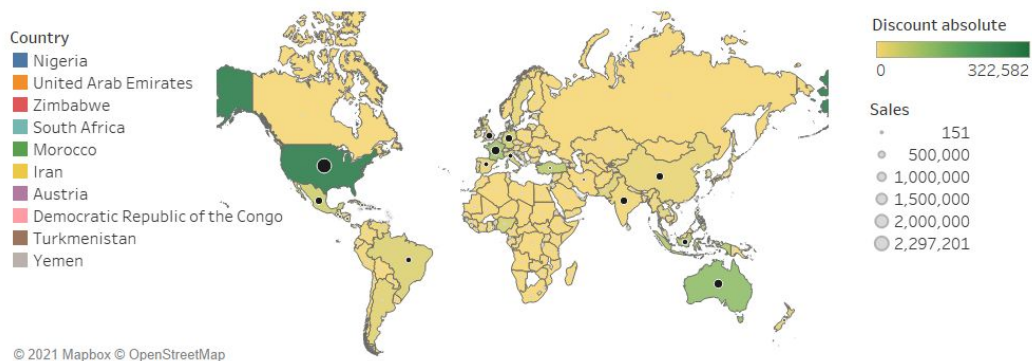 Country
Nigeria
United Arab Emirates
Zimbabwe
South Africa
Morocco
Iran
Austria
Democratic Republic of the Congo
Turkmenistan
Yemen
© 2021 Mapbox © OpenStreetMap
Discount absolute
0 322,582
Sales
151
500,000
1,000,000
1,500,000
2,000,000
2,297,201